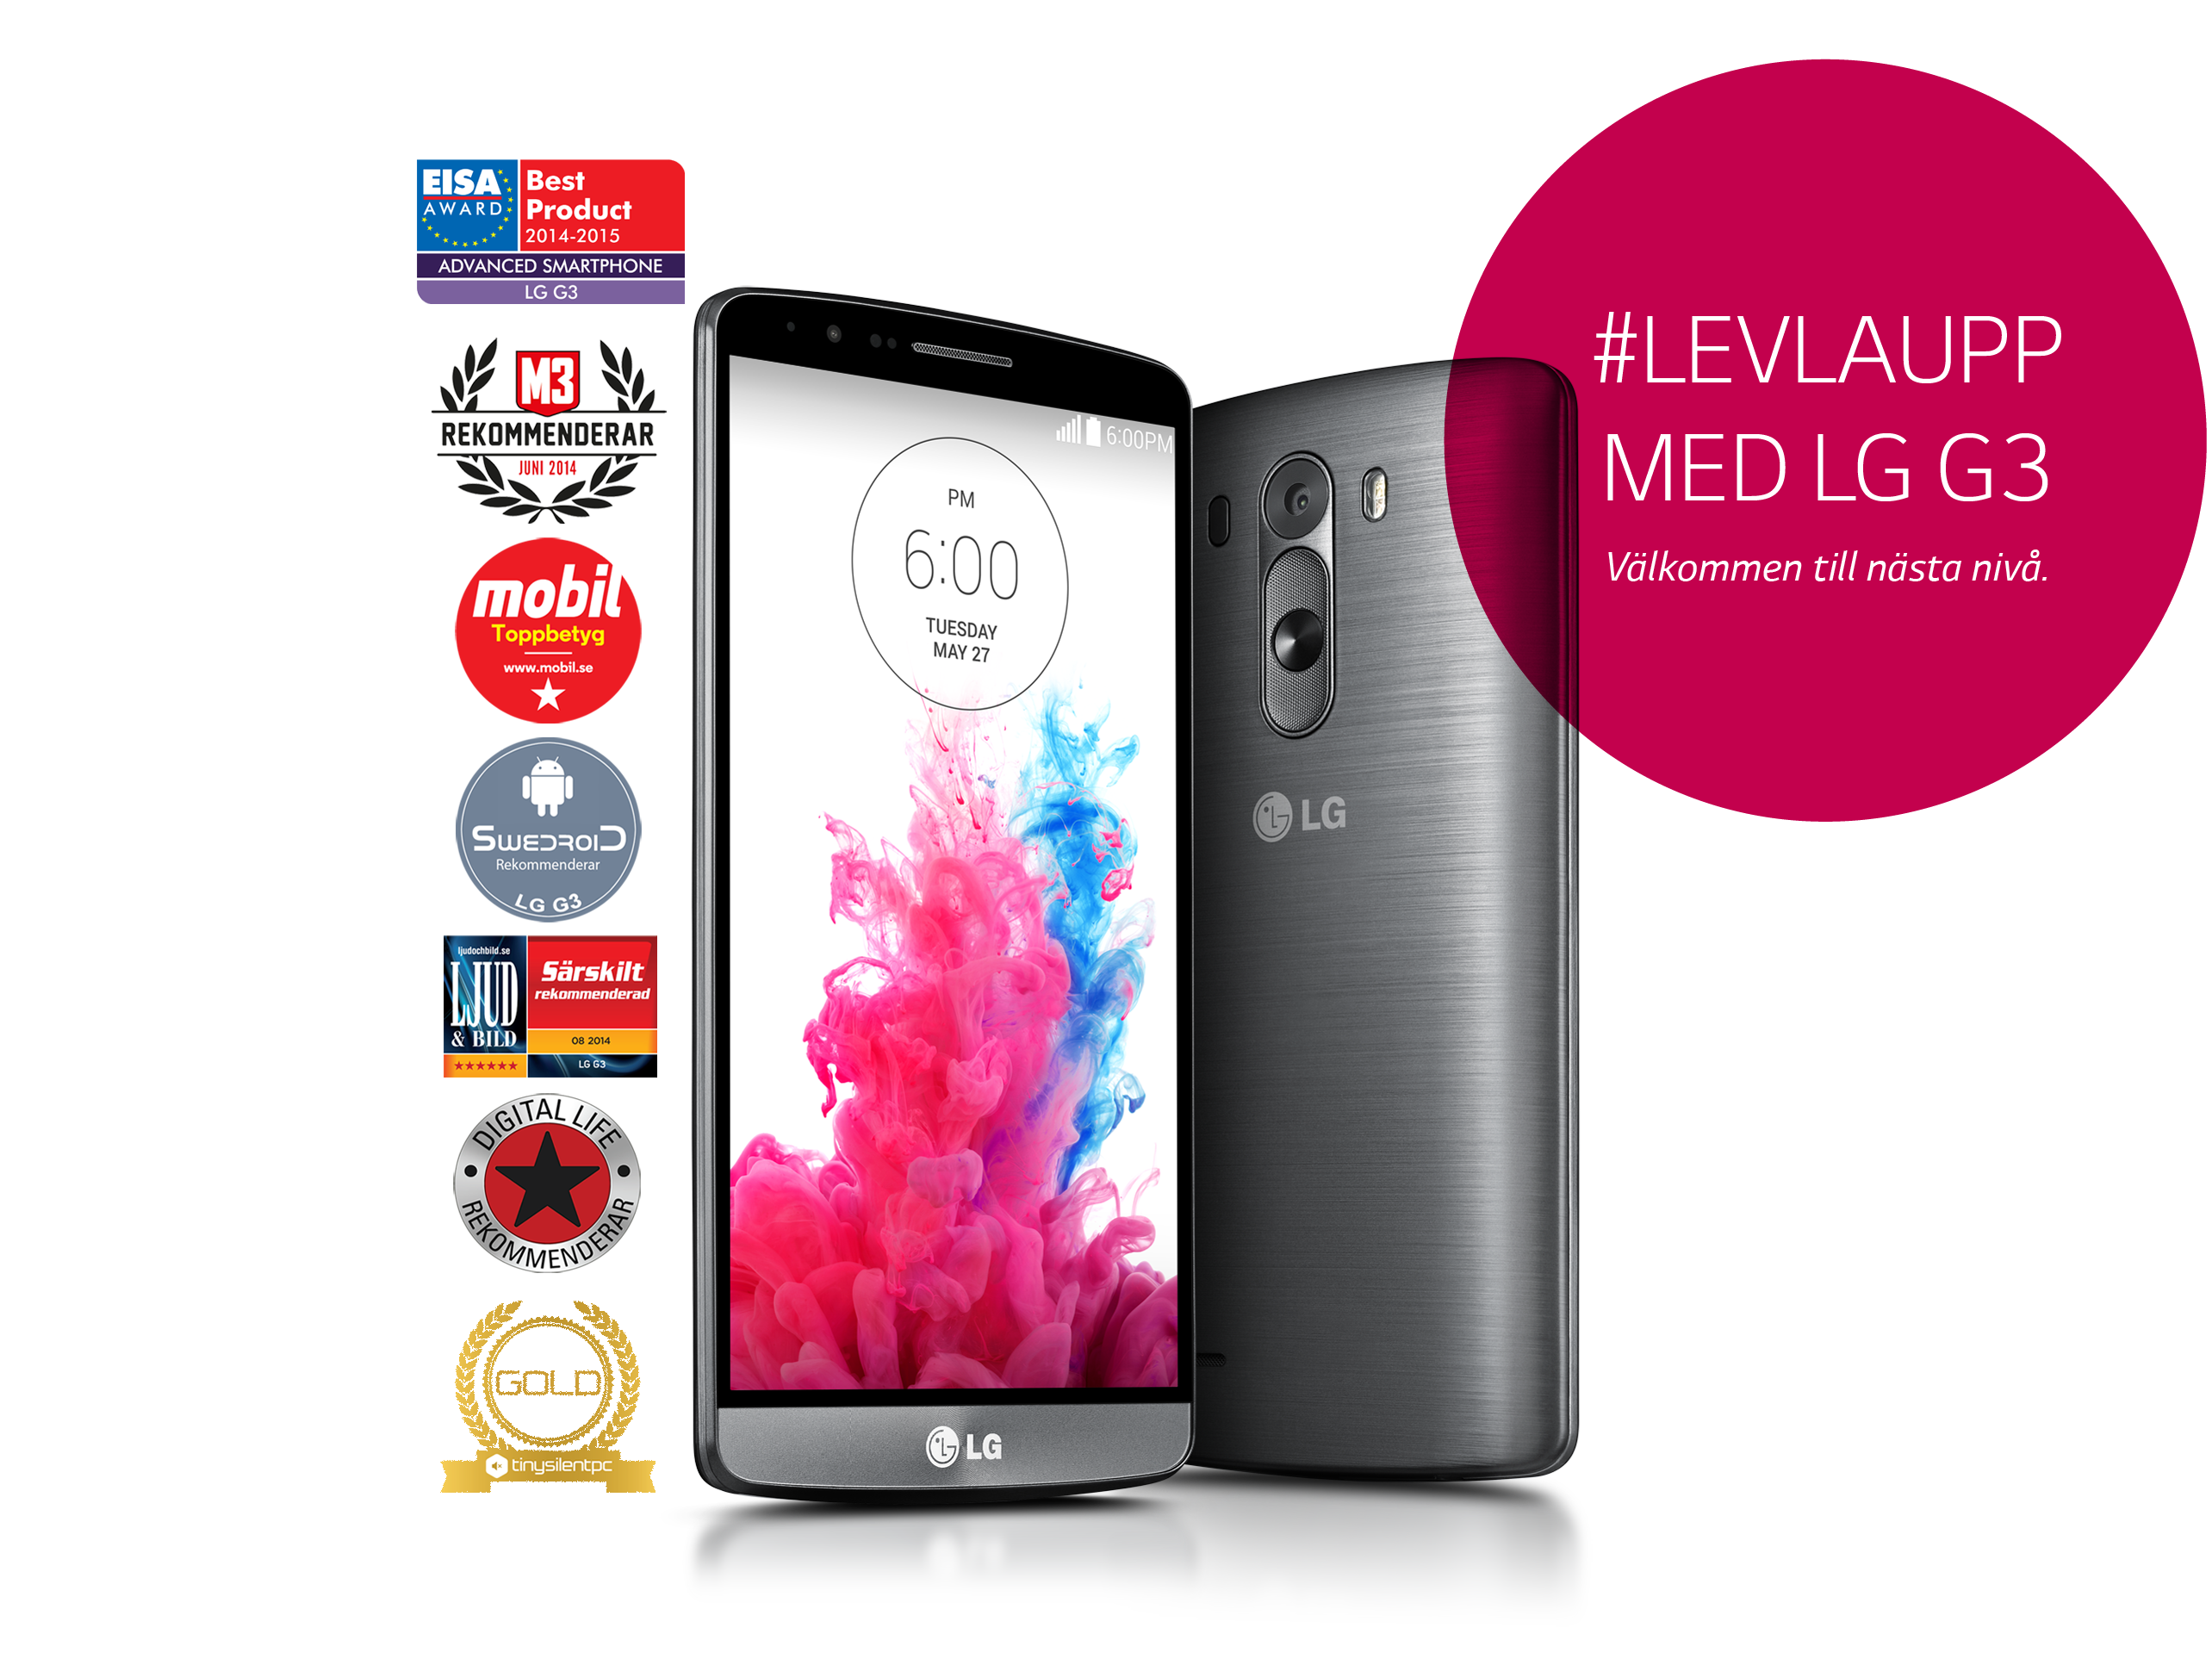 EISA
AWARD
Best
Product
2014-2015
ADVANCED SMARTPHONE
LG G3
M3
REKOMMENDERAR
JUNI 2014
mobil
Toppbetyg
www.mobil.se
SWEDROID
Rekommenderar
LG G3
ljudochbild.se
LJUD
& BILD
Särskilt
rekommenderad
08 2014
LG G3
DIGITAL LIFE
REKOMMENDERAR
GOLD
tinysilentpc
6:00PM
PM
6:00
TUESDAY
MAY 27
LG
LG
#LEVLAUPP
MED LG G3
Välkommen till nästa nivå.